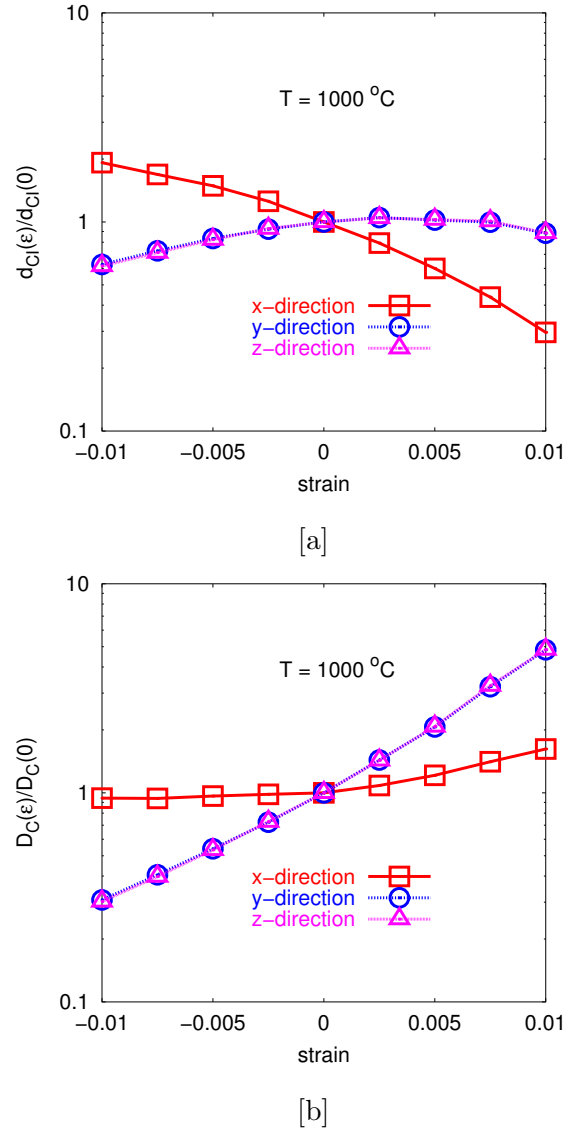 10
T = 1000 °C
d_CI(ε)/d_CI(0)
1
x−direction
y−direction
z−direction
0.1
−0.01 −0.005 0 0.005 0.01
strain
[a]
10
T = 1000 °C
D_C(ε)/D_C(0)
1
x−direction
y−direction
z−direction
0.1
−0.01 −0.005 0 0.005 0.01
strain
[b]